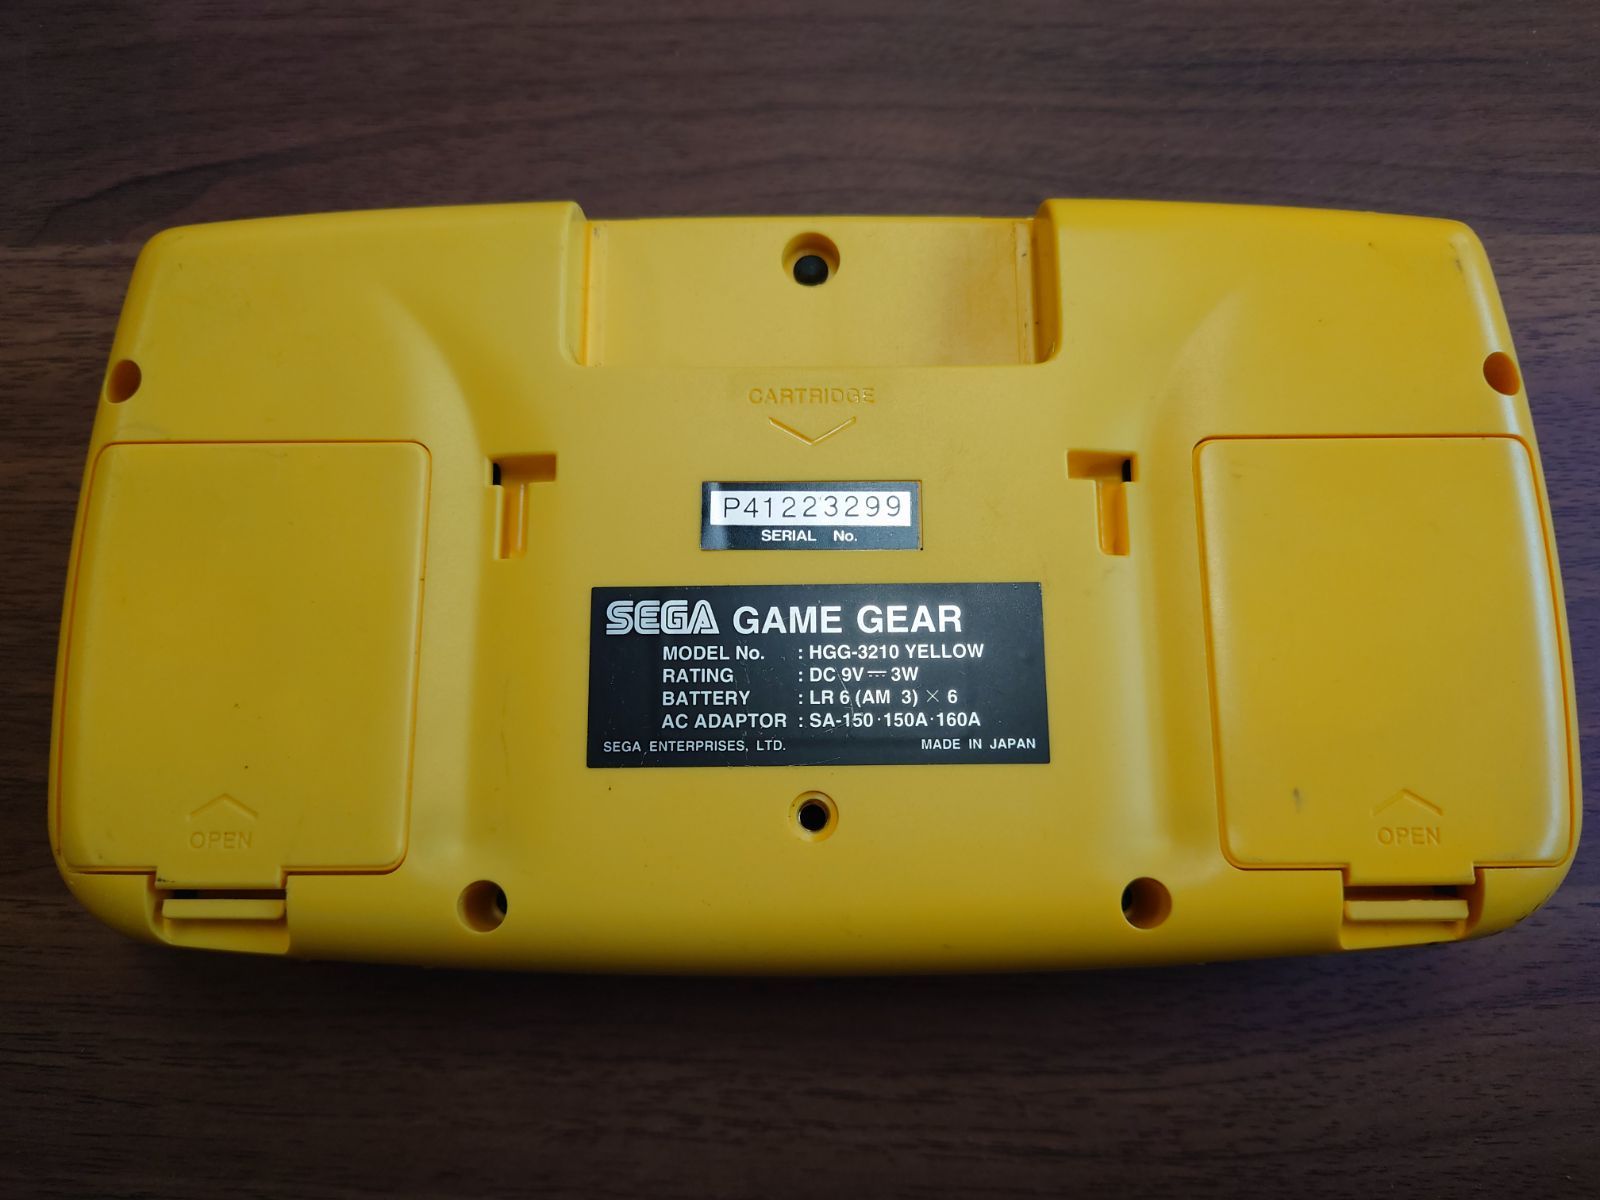 CARTRIDGE
P41223299
SERIAL No.
SEGA GAME GEAR
MODEL No. : HGG-3210 YELLOW
RATING : DC 9V⎓3W
BATTERY : LR 6 (AM 3) × 6
AC ADAPTOR : SA-150·150A·160A
SEGA ENTERPRISES, LTD. MADE IN JAPAN
OPEN
OPEN